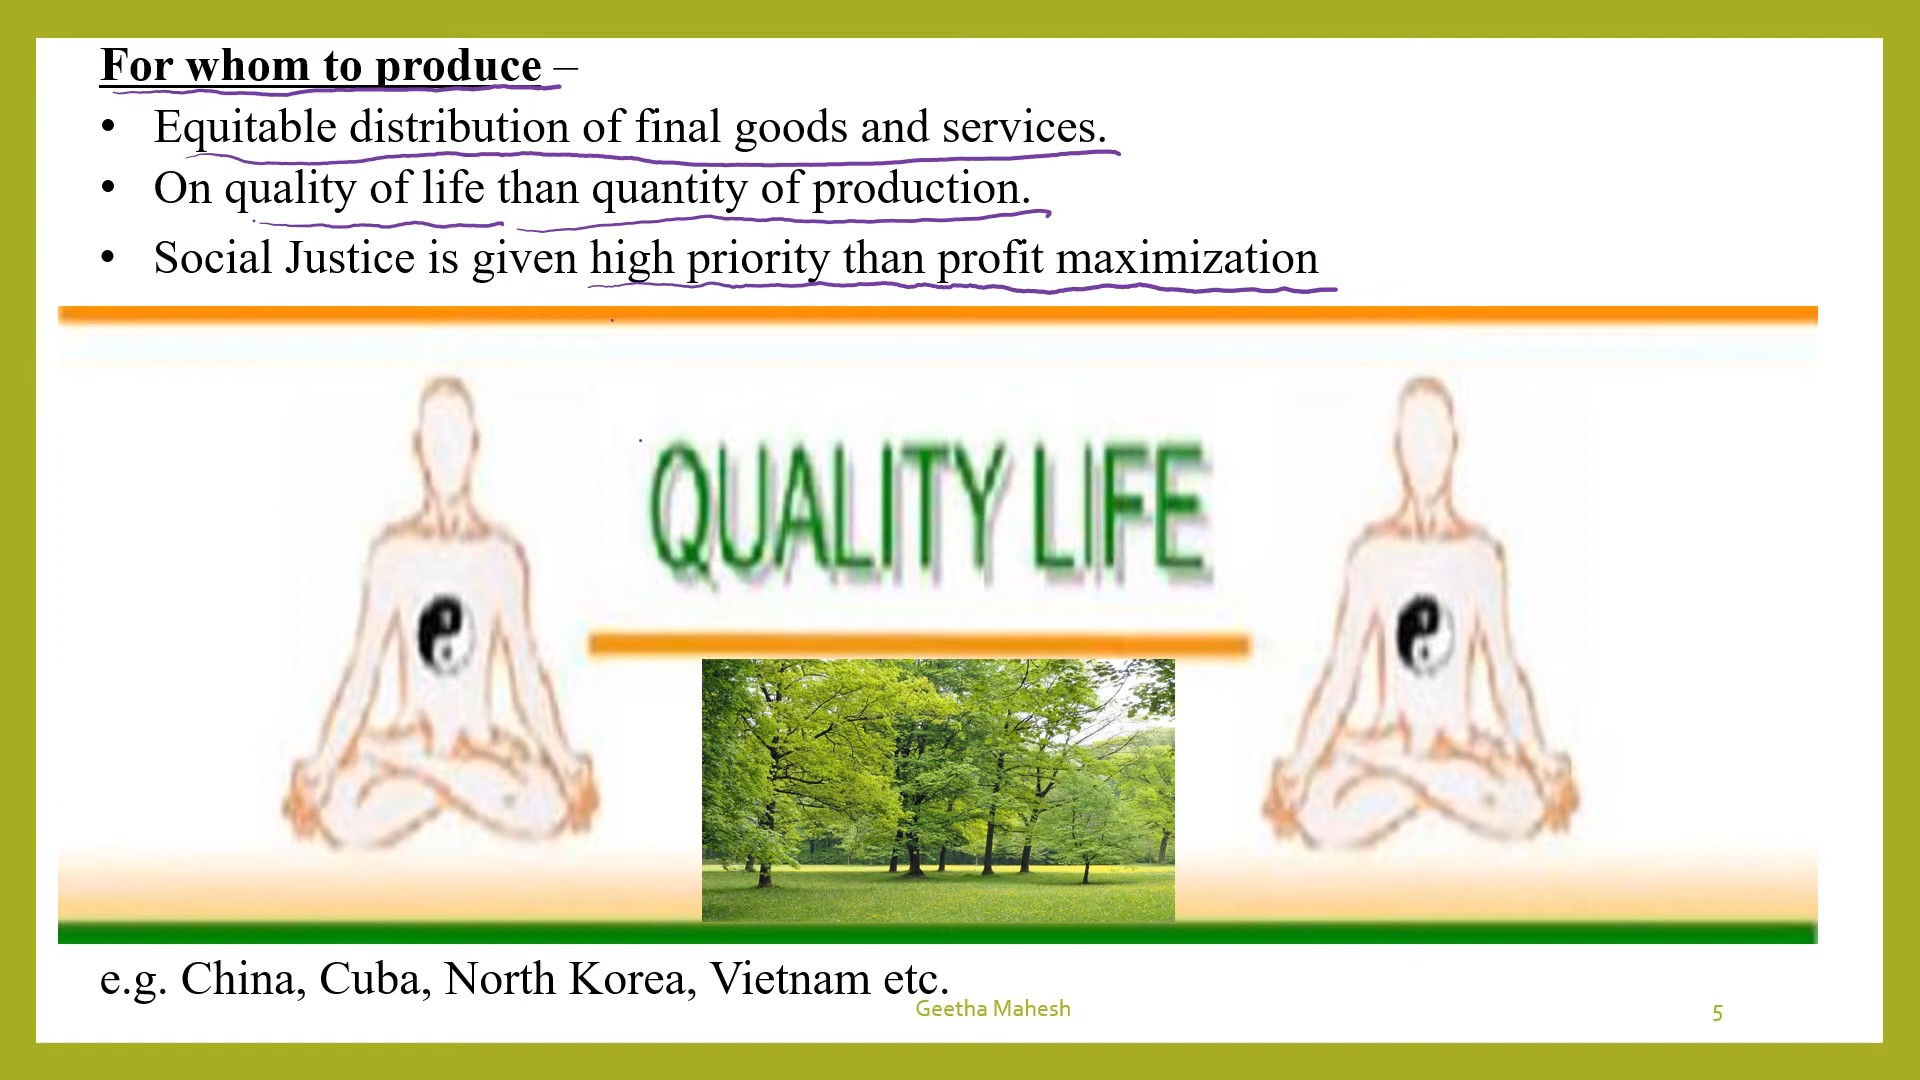 For whom to produce –
• Equitable distribution of final goods and services.
• On quality of life than quantity of production.
• Social Justice is given high priority than profit maximization
QUALITY LIFE
e.g. China, Cuba, North Korea, Vietnam etc.
Geetha Mahesh
5